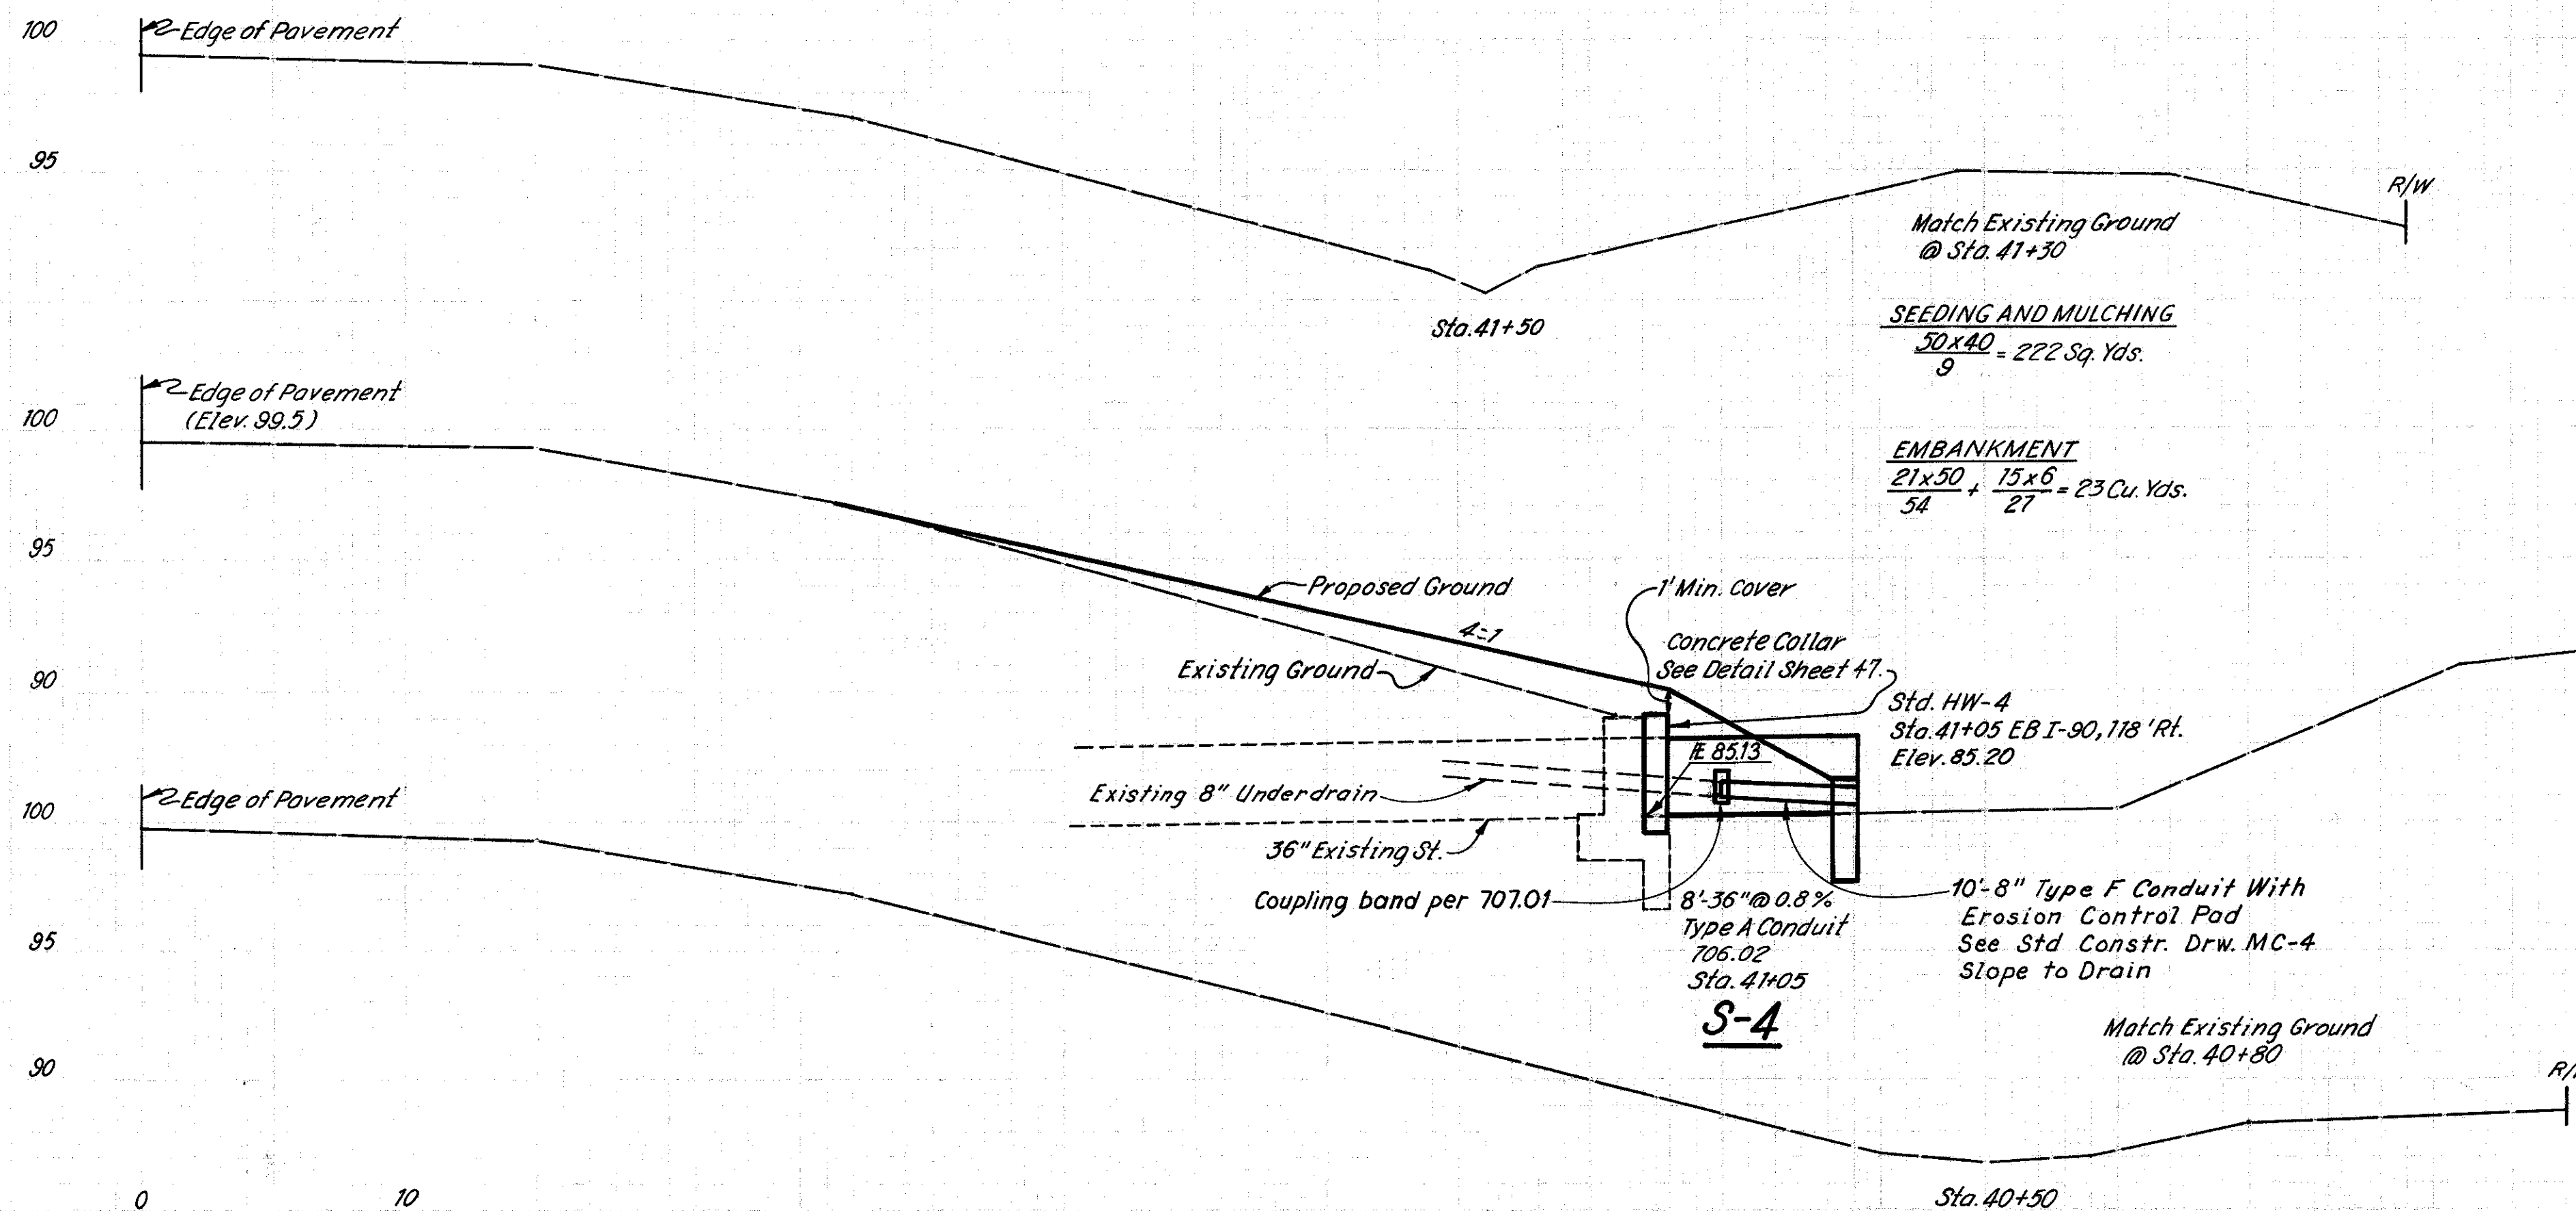 100
Edge of Pavement
95
R/W
Match Existing Ground
@ Sta. 41+30
Sta. 41+50
SEEDING AND MULCHING
50x40
9
= 222 Sq. Yds.
100
Edge of Pavement
(Elev. 99.5)
EMBANKMENT
21x50
54
+
15x6
27
= 23 Cu. Yds.
95
Proposed Ground
1' Min. Cover
4:1
Concrete Collar
See Detail Sheet 47.
Existing Ground
90
Std. HW-4
Sta. 41+05 EB I-90, 118' Rt.
Elev. 85.20
85.13
Existing 8" Underdrain
100
Edge of Pavement
36" Existing St.
Coupling band per 707.01
8'-36" @ 0.8%
Type A Conduit
706.02
Sta. 41+05
S-4
10'-8" Type F Conduit With
Erosion Control Pad
See Std Constr. Drw. MC-4
Slope to Drain
95
Match Existing Ground
@ Sta. 40+80
90
0
10
Sta. 40+50